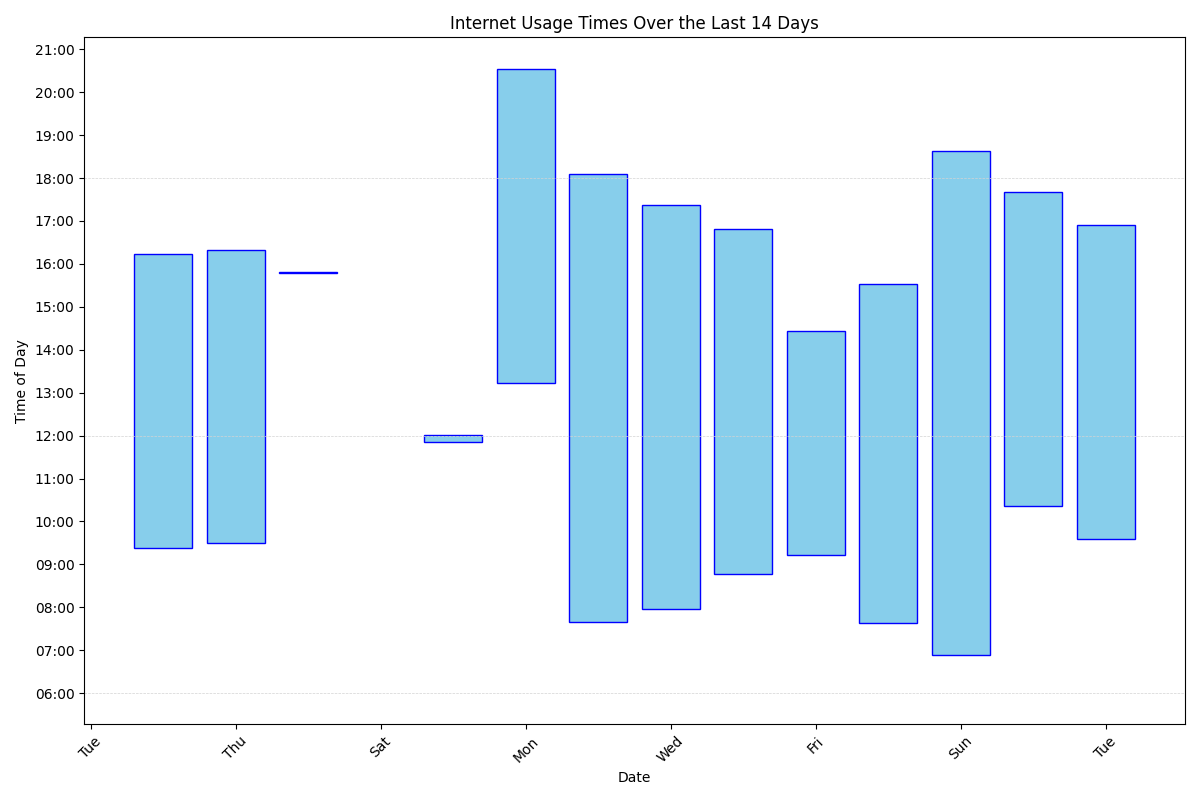 Internet Usage Times Over the Last 14 Days
Time of Day
21:00
20:00
19:00
18:00
17:00
16:00
15:00
14:00
13:00
12:00
11:00
10:00
09:00
08:00
07:00
06:00
Tue
Thu
Sat
Mon
Wed
Fri
Sun
Tue
Date